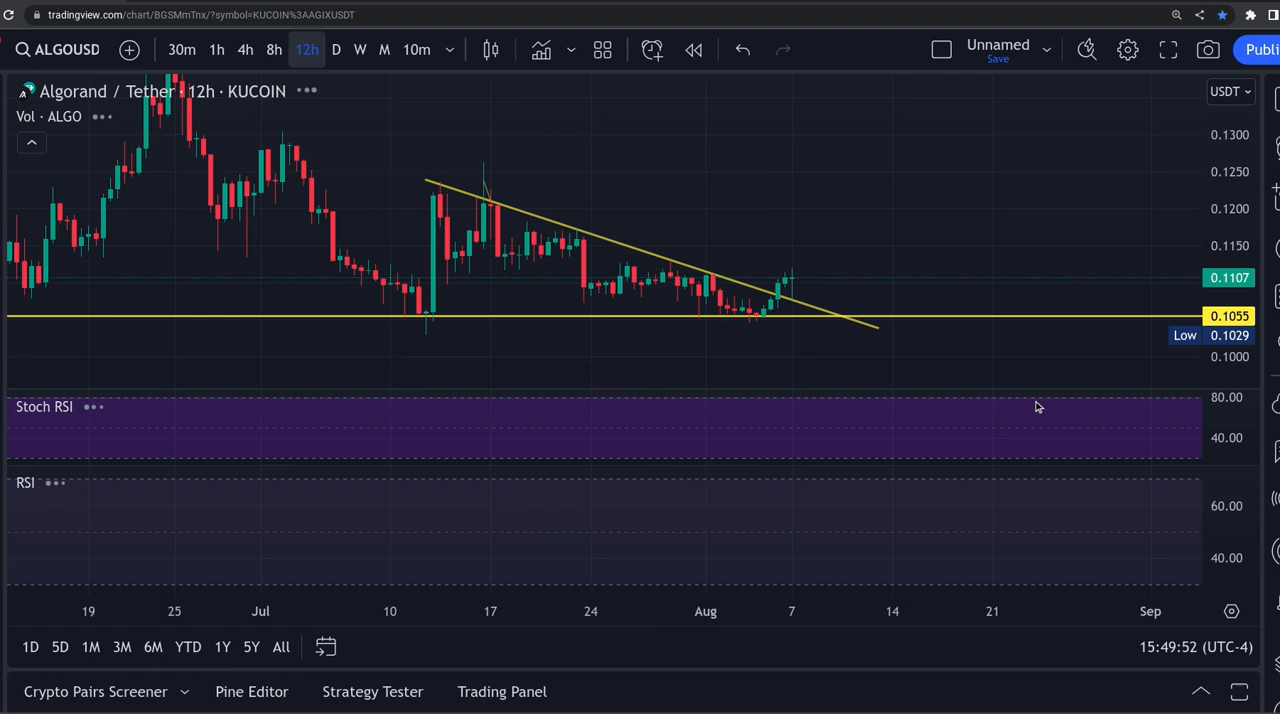 tradingview.com/chart/BGSMmTnx/?symbol=KUCOIN%3AAGIXUSDT
ALGOUSD 30m 1h 4h 8h 12h D W M 10m Unnamed Save Publi
Algorand / Tether · 12h · KUCOIN USDT
Vol · ALGO
0.1300
0.1250
0.1200
0.1150
0.1107
0.1055
Low 0.1029
0.1000
Stoch RSI
80.00
40.00
RSI
60.00
40.00
19 25 Jul 10 17 24 Aug 7 14 21 Sep
1D 5D 1M 3M 6M YTD 1Y 5Y All 15:49:52 (UTC-4)
Crypto Pairs Screener Pine Editor Strategy Tester Trading Panel